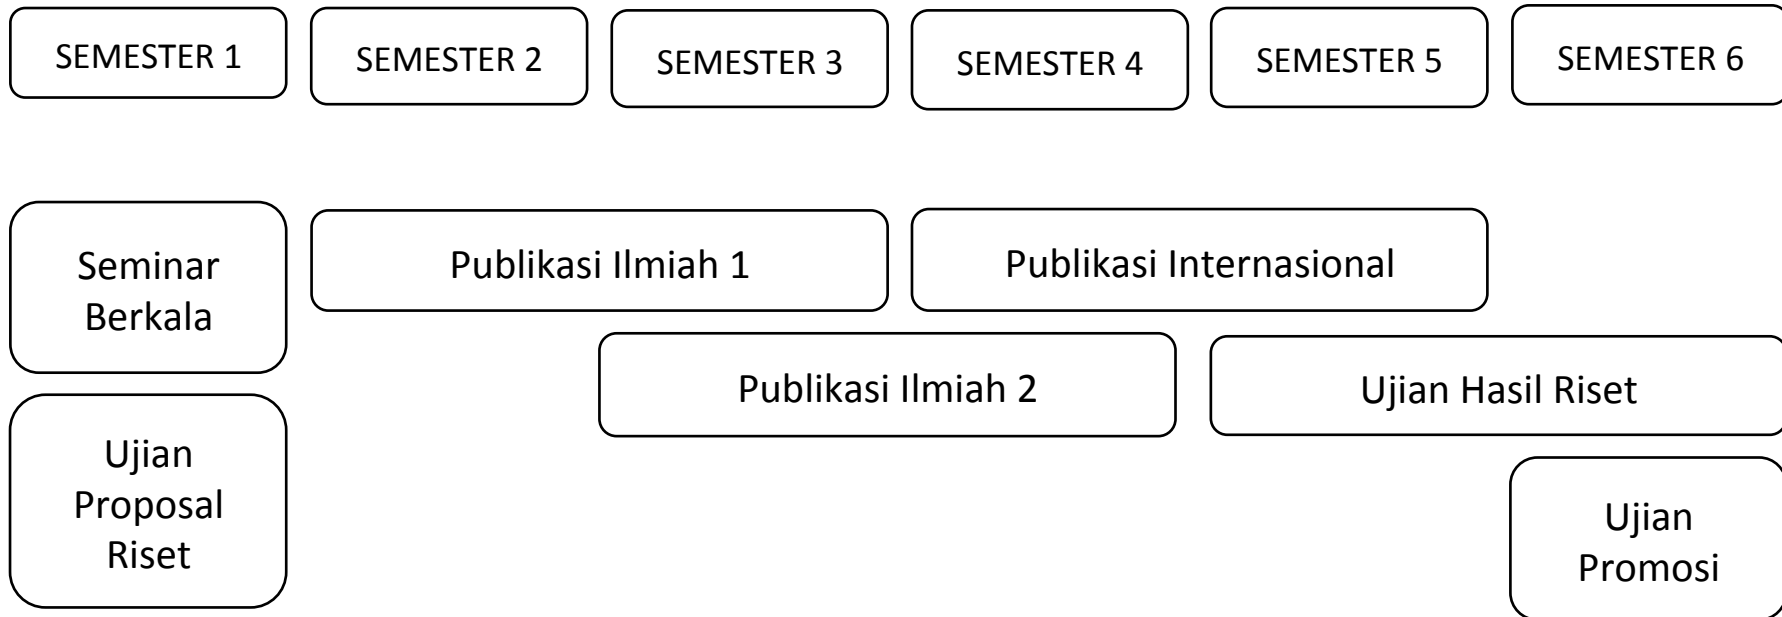 SEMESTER 1
SEMESTER 2
SEMESTER 3
SEMESTER 4
SEMESTER 5
SEMESTER 6
Seminar
Berkala
Publikasi Ilmiah 1
Publikasi Internasional
Publikasi Ilmiah 2
Ujian Hasil Riset
Ujian
Proposal
Riset
Ujian
Promosi